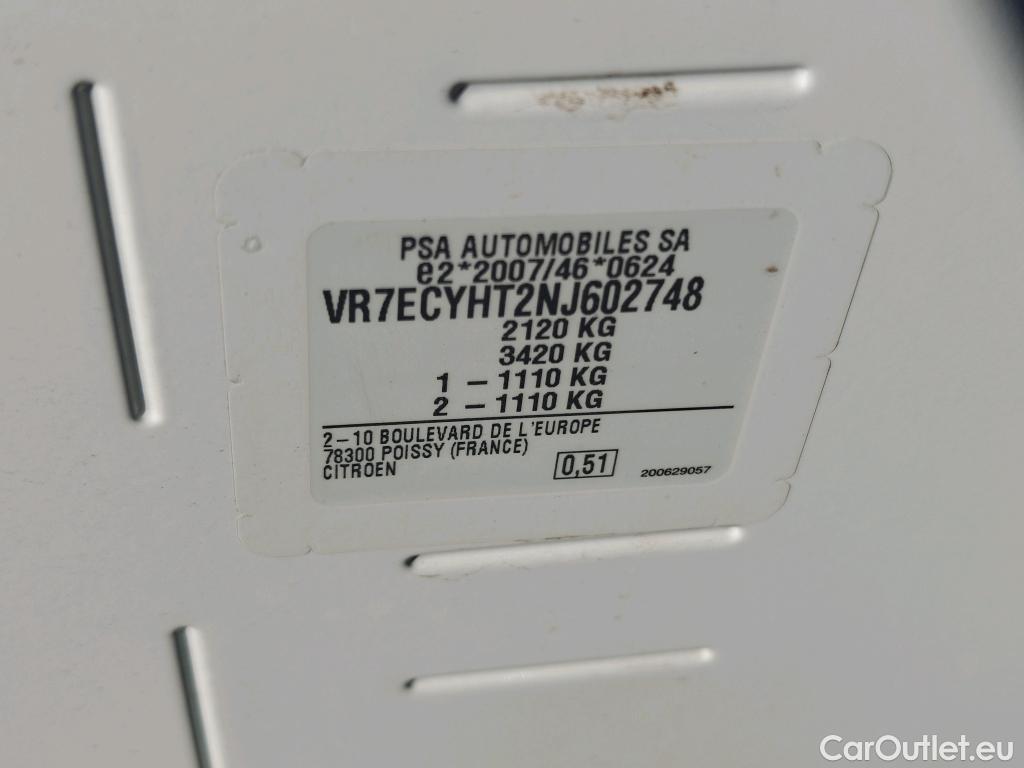 PSA AUTOMOBILES SA
e2*2007/46*0624
VR7ECYHT2NJ602748
2120 KG
3420 KG
1 – 1110 KG
2 – 1110 KG
2–10 BOULEVARD DE L'EUROPE
78300 POISSY (FRANCE)
CITROEN
0,51
200629057
CarOutlet.eu